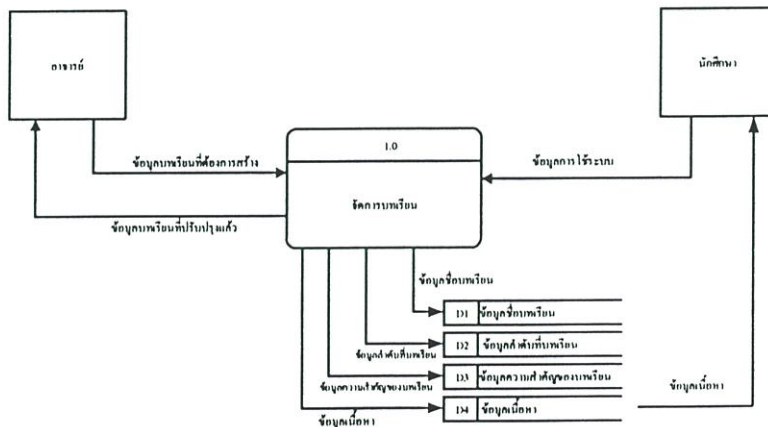 อาจารย์
นักศึกษา
1.0
ข้อมูลบทเรียนที่ต้องการสร้าง
ข้อมูลการใช้ระบบ
จัดการบทเรียน
ข้อมูลบทเรียนที่ปรับปรุงแล้ว
ข้อมูลชื่อบทเรียน
D1 ข้อมูลชื่อบทเรียน
D2 ข้อมูลลำดับที่บทเรียน
ข้อมูลลำดับที่บทเรียน
D3 ข้อมูลความสำคัญของบทเรียน
ข้อมูลความสำคัญของบทเรียน
ข้อมูลเนื้อหา
D4 ข้อมูลเนื้อหา
ข้อมูลเนื้อหา